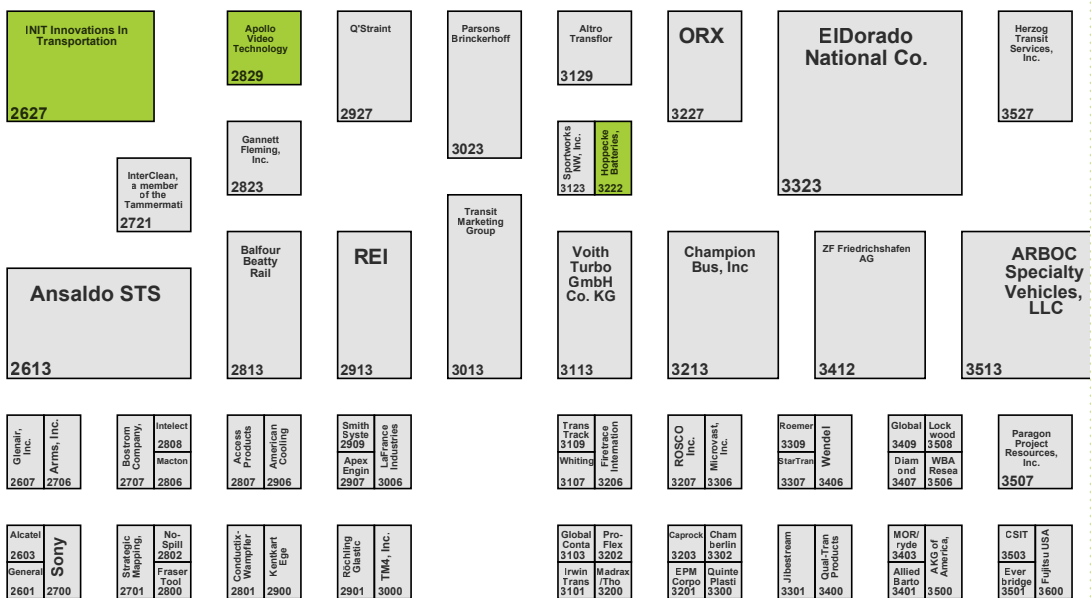 INIT Innovations In
Transportation
2627
Apollo
Video
Technology
2829
Q'Straint
2927
Parsons
Brinckerhoff
3023
Altro
Transflor
3129
ORX
3227
ElDorado
National Co.
3323
Herzog
Transit
Services,
Inc.
3527
InterClean,
a member
of the
Tammermati
2721
Gannett
Fleming,
Inc.
2823
Sportworks
NW, Inc.
3123
Hoppecke
Batteries,
3222
Ansaldo STS
2613
Balfour
Beatty
Rail
2813
REI
2913
Transit
Marketing
Group
3013
Voith
Turbo
GmbH
Co. KG
3113
Champion
Bus, Inc
3213
ZF Friedrichshafen
AG
3412
ARBOC
Specialty
Vehicles,
LLC
3513
Glenair,
Inc.
2607
Arms, Inc.
2706
Bostrom
Company,
2707
Intelect
2808
Macton
2806
Access
Products
2807
American
Cooling
2906
Smith
Syste
2909
Apex
Engin
2907
LaFrance
Industries
3006
Trans
Track
3109
Whiting
3107
Firetrace
Internation
3206
ROSCO
Inc.
3207
Microvast,
Inc.
3306
Roemer
3309
StarTran
3307
Wendel
3406
Global
3409
Lock
wood
3508
Diam
ond
3407
WBA
Resea
3506
Paragon
Project
Resources,
Inc.
3507
Alcatel
2603
General
2601
Sony
2700
Strategic
Mapping,
2701
No-
Spill
2802
Fraser
Tool
2800
Conductix-
Wampfler
2801
Kentkart
Ege
2900
Röchling
Glastic
2901
TM4, Inc.
3000
Global
Conta
3103
Pro-
Flex
3202
Irwin
Trans
3101
Madrax
/Tho
3200
Caprock
3203
Cham
berlin
3302
EPM
Corpo
3201
Quinte
Plasti
3300
Jibestream
3301
Qual-Tran
Products
3400
MOR/
ryde
3403
Allied
Barto
3401
AKG of
America,
3500
CSIT
3503
Ever
bridge
3501
Fujitsu USA
3600